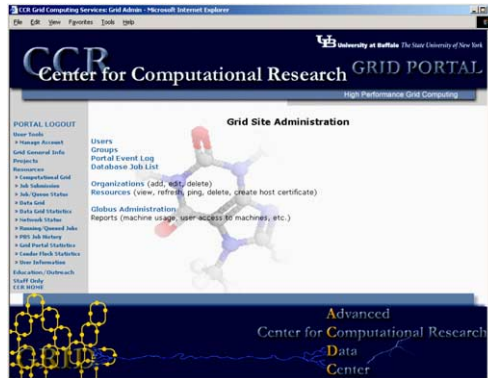 CCR Grid Computing Services: Grid Admin - Microsoft Internet Explorer
File Edit View Favorites Tools Help
UB University at Buffalo The State University of New York
CCR
Center for Computational Research GRID PORTAL
High Performance Grid Computing
Grid Site Administration
PORTAL LOGOUT
User Tools
» Manage Account
Grid General Info
Projects
Resources
» Computational Grid
» Job Submission
» Job/Queue Status
» Data Grid
» Data Grid Statistics
» Network Status
» Running/Queued Jobs
» PBS Job History
» Grid Portal Statistics
» Condor Flock Statistics
» User Information
Education/Outreach
Staff Only
CCR HOME
Users
Groups
Portal Event Log
Database Job List
Organizations (add, edit, delete)
Resources (view, refresh, ping, delete, create host certificate)
Globus Administration
Reports (machine usage, user access to machines, etc.)
GRID
Advanced
Center for Computational Research
Data
Center